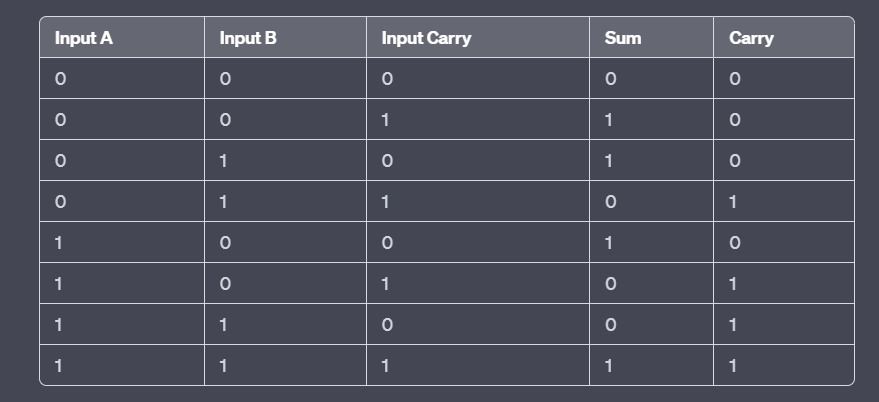 Input A Input B Input Carry Sum Carry
0 0 0 0 0
0 0 1 1 0
0 1 0 1 0
0 1 1 0 1
1 0 0 1 0
1 0 1 0 1
1 1 0 0 1
1 1 1 1 1